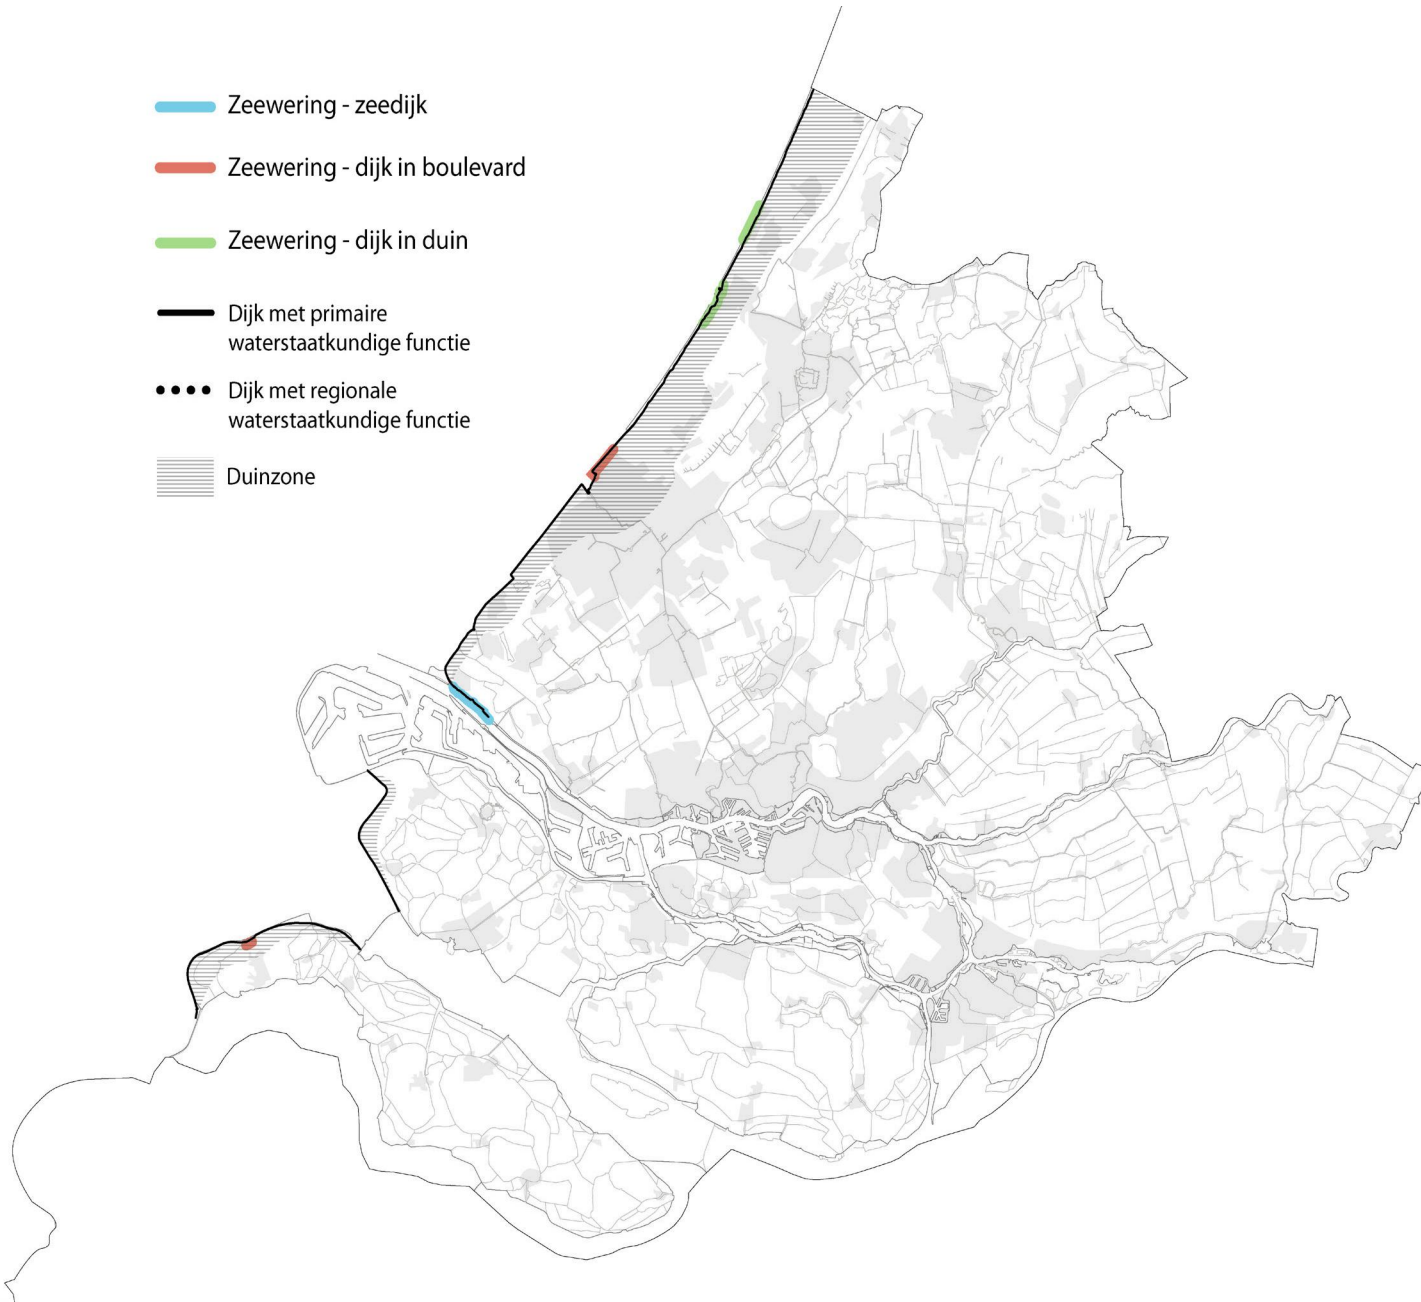 Zeewering - zeedijk
Zeewering - dijk in boulevard
Zeewering - dijk in duin
Dijk met primaire
waterstaatkundige functie
Dijk met regionale
waterstaatkundige functie
Duinzone